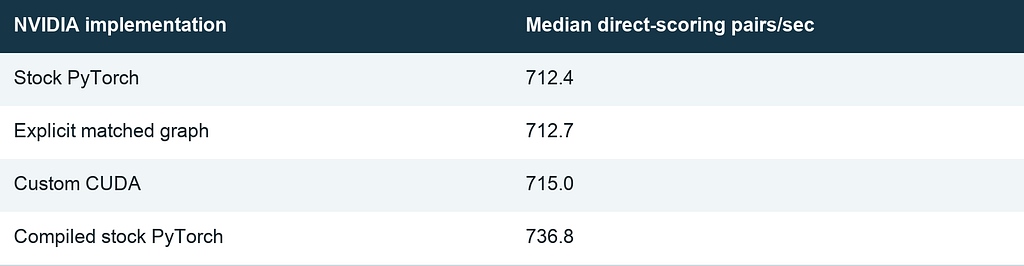 NVIDIA implementation Median direct-scoring pairs/sec
Stock PyTorch 712.4
Explicit matched graph 712.7
Custom CUDA 715.0
Compiled stock PyTorch 736.8